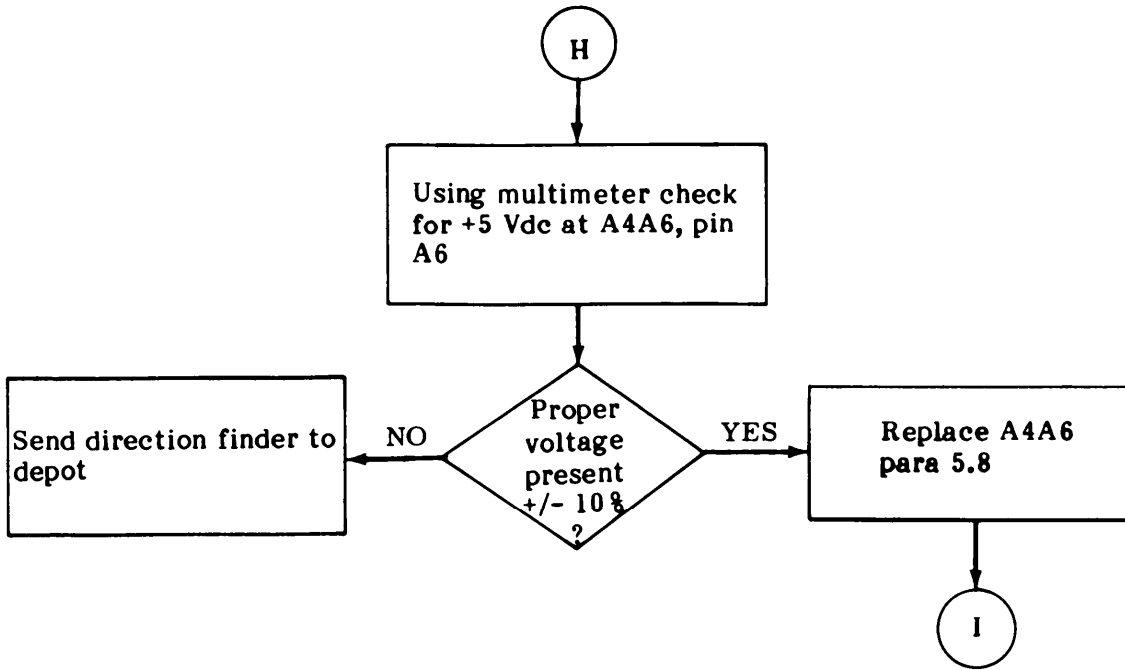 H
Using multimeter check
for +5 Vdc at A4A6, pin
A6
Proper
voltage
present
+/- 10%
?
NO
Send direction finder to
depot
YES
Replace A4A6
para 5.8
I